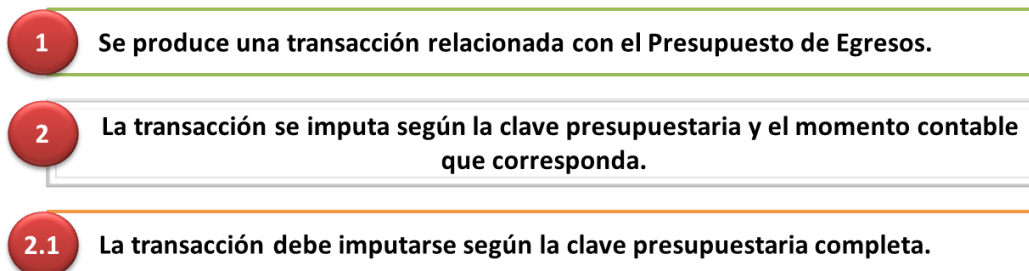 1 Se produce una transacción relacionada con el Presupuesto de Egresos.
2 La transacción se imputa según la clave presupuestaria y el momento contable
que corresponda.
2.1 La transacción debe imputarse según la clave presupuestaria completa.